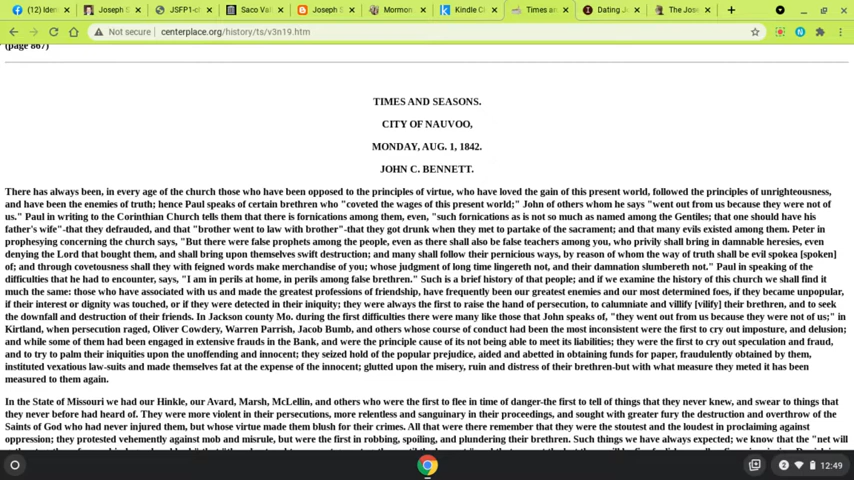 (12) Iden
Joseph S
JSFP1-cl
Saco Val
Joseph S
Mormon
Kindle Cl
Times an
Dating J
The Jose
Not secure | centerplace.org/history/ts/v3n19.htm
(page 867)
TIMES AND SEASONS.
CITY OF NAUVOO,
MONDAY, AUG. 1, 1842.
JOHN C. BENNETT.
There has always been, in every age of the church those who have been opposed to the principles of virtue, who have loved the gain of this present world, followed the principles of unrighteousness,
and have been the enemies of truth; hence Paul speaks of certain brethren who "coveted the wages of this present world;" John of others whom he says "went out from us because they were not of
us." Paul in writing to the Corinthian Church tells them that there is fornications among them, even, "such fornications as is not so much as named among the Gentiles; that one should have his
father's wife"-that they defrauded, and that "brother went to law with brother"-that they got drunk when they met to partake of the sacrament; and that many evils existed among them. Peter in
prophesying concerning the church says, "But there were false prophets among the people, even as there shall also be false teachers among you, who privily shall bring in damnable heresies, even
denying the Lord that bought them, and shall bring upon themselves swift destruction; and many shall follow their pernicious ways, by reason of whom the way of truth shall be evil spokea [spoken]
of; and through covetousness shall they with feigned words make merchandise of you; whose judgment of long time lingereth not, and their damnation slumbereth not." Paul in speaking of the
difficulties that he had to encounter, says, "I am in perils at home, in perils among false brethren." Such is a brief history of that people; and if we examine the history of this church we shall find it
much the same: those who have associated with us and made the greatest professions of friendship, have frequently been our greatest enemies and our most determined foes, if they became unpopular,
if their interest or dignity was touched, or if they were detected in their iniquity; they were always the first to raise the hand of persecution, to calumniate and villify [vilify] their brethren, and to seek
the downfall and destruction of their friends. In Jackson county Mo. during the first difficulties there were many like those that John speaks of, "they went out from us because they were not of us;" in
Kirtland, when persecution raged, Oliver Cowdery, Warren Parrish, Jacob Bumb, and others whose course of conduct had been the most inconsistent were the first to cry out imposture, and delusion;
and while some of them had been engaged in extensive frauds in the Bank, and were the principle cause of its not being able to meet its liabilities; they were the first to cry out speculation and fraud,
and to try to palm their iniquities upon the unoffending and innocent; they seized hold of the popular prejudice, aided and abetted in obtaining funds for paper, fraudulently obtained by them,
instituted vexatious law-suits and made themselves fat at the expense of the innocent; glutted upon the misery, ruin and distress of their brethren-but with what measure they meted it has been
measured to them again.
In the State of Missouri we had our Hinkle, our Avard, Marsh, McLellin, and others who were the first to flee in time of danger-the first to tell of things that they never knew, and swear to things that
they never before had heard of. They were more violent in their persecutions, more relentless and sanguinary in their proceedings, and sought with greater fury the destruction and overthrow of the
Saints of God who had never injured them, but whose virtue made them blush for their crimes. All that were there remember that they were the stoutest and the loudest in proclaiming against
oppression; they protested vehemently against mob and misrule, but were the first in robbing, spoiling, and plundering their brethren. Such things we have always expected; we know that the "net will
2
12:49